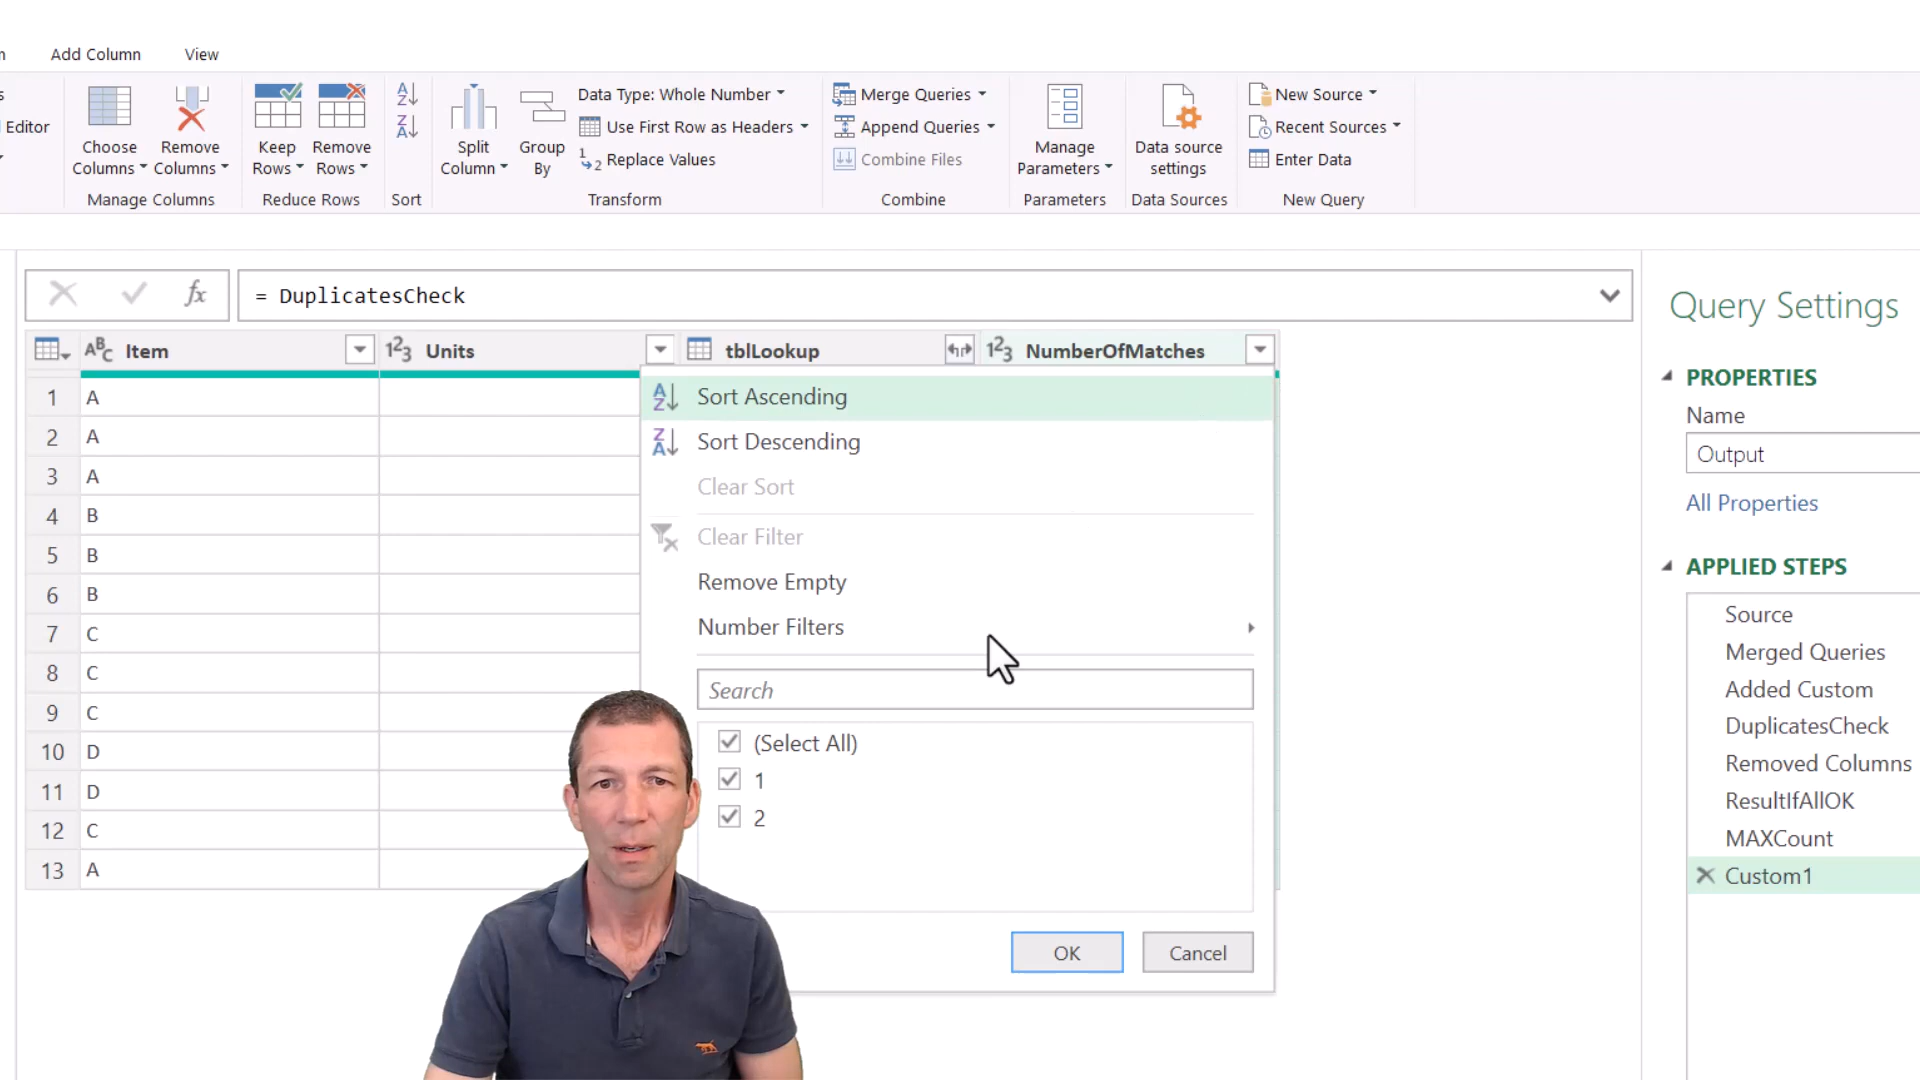 Add Column View
Editor
Choose Columns Remove Columns Keep Rows Remove Rows Split Column Group By
Manage Columns Reduce Rows Sort
Data Type: Whole Number
Use First Row as Headers
Replace Values
Transform
Merge Queries
Append Queries
Combine Files
Combine
Manage Parameters
Parameters
Data source settings
Data Sources
New Source
Recent Sources
Enter Data
New Query
fx = DuplicatesCheck
Item Units tblLookup NumberOfMatches
1 A
2 A
3 A
4 B
5 B
6 B
7 C
8 C
9 C
10 D
11 D
12 C
13 A
Sort Ascending
Sort Descending
Clear Sort
Clear Filter
Remove Empty
Number Filters
Search
(Select All)
1
2
OK Cancel
Query Settings
PROPERTIES
Name
Output
All Properties
APPLIED STEPS
Source
Merged Queries
Added Custom
DuplicatesCheck
Removed Columns
ResultIfAllOK
MAXCount
Custom1